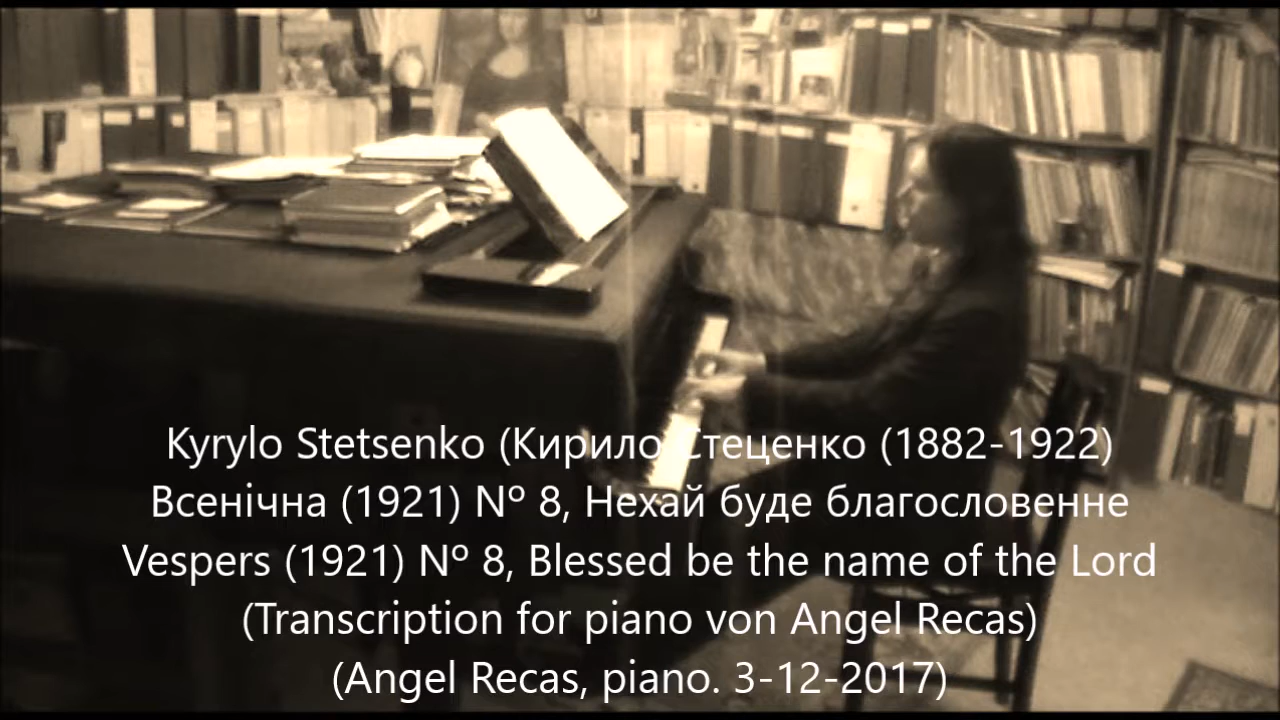 Kyrylo Stetsenko (Кирило Стеценко (1882-1922)
Всенічна (1921) Nº 8, Нехай буде благословенне
Vespers (1921) Nº 8, Blessed be the name of the Lord
(Transcription for piano von Angel Recas)
(Angel Recas, piano. 3-12-2017)